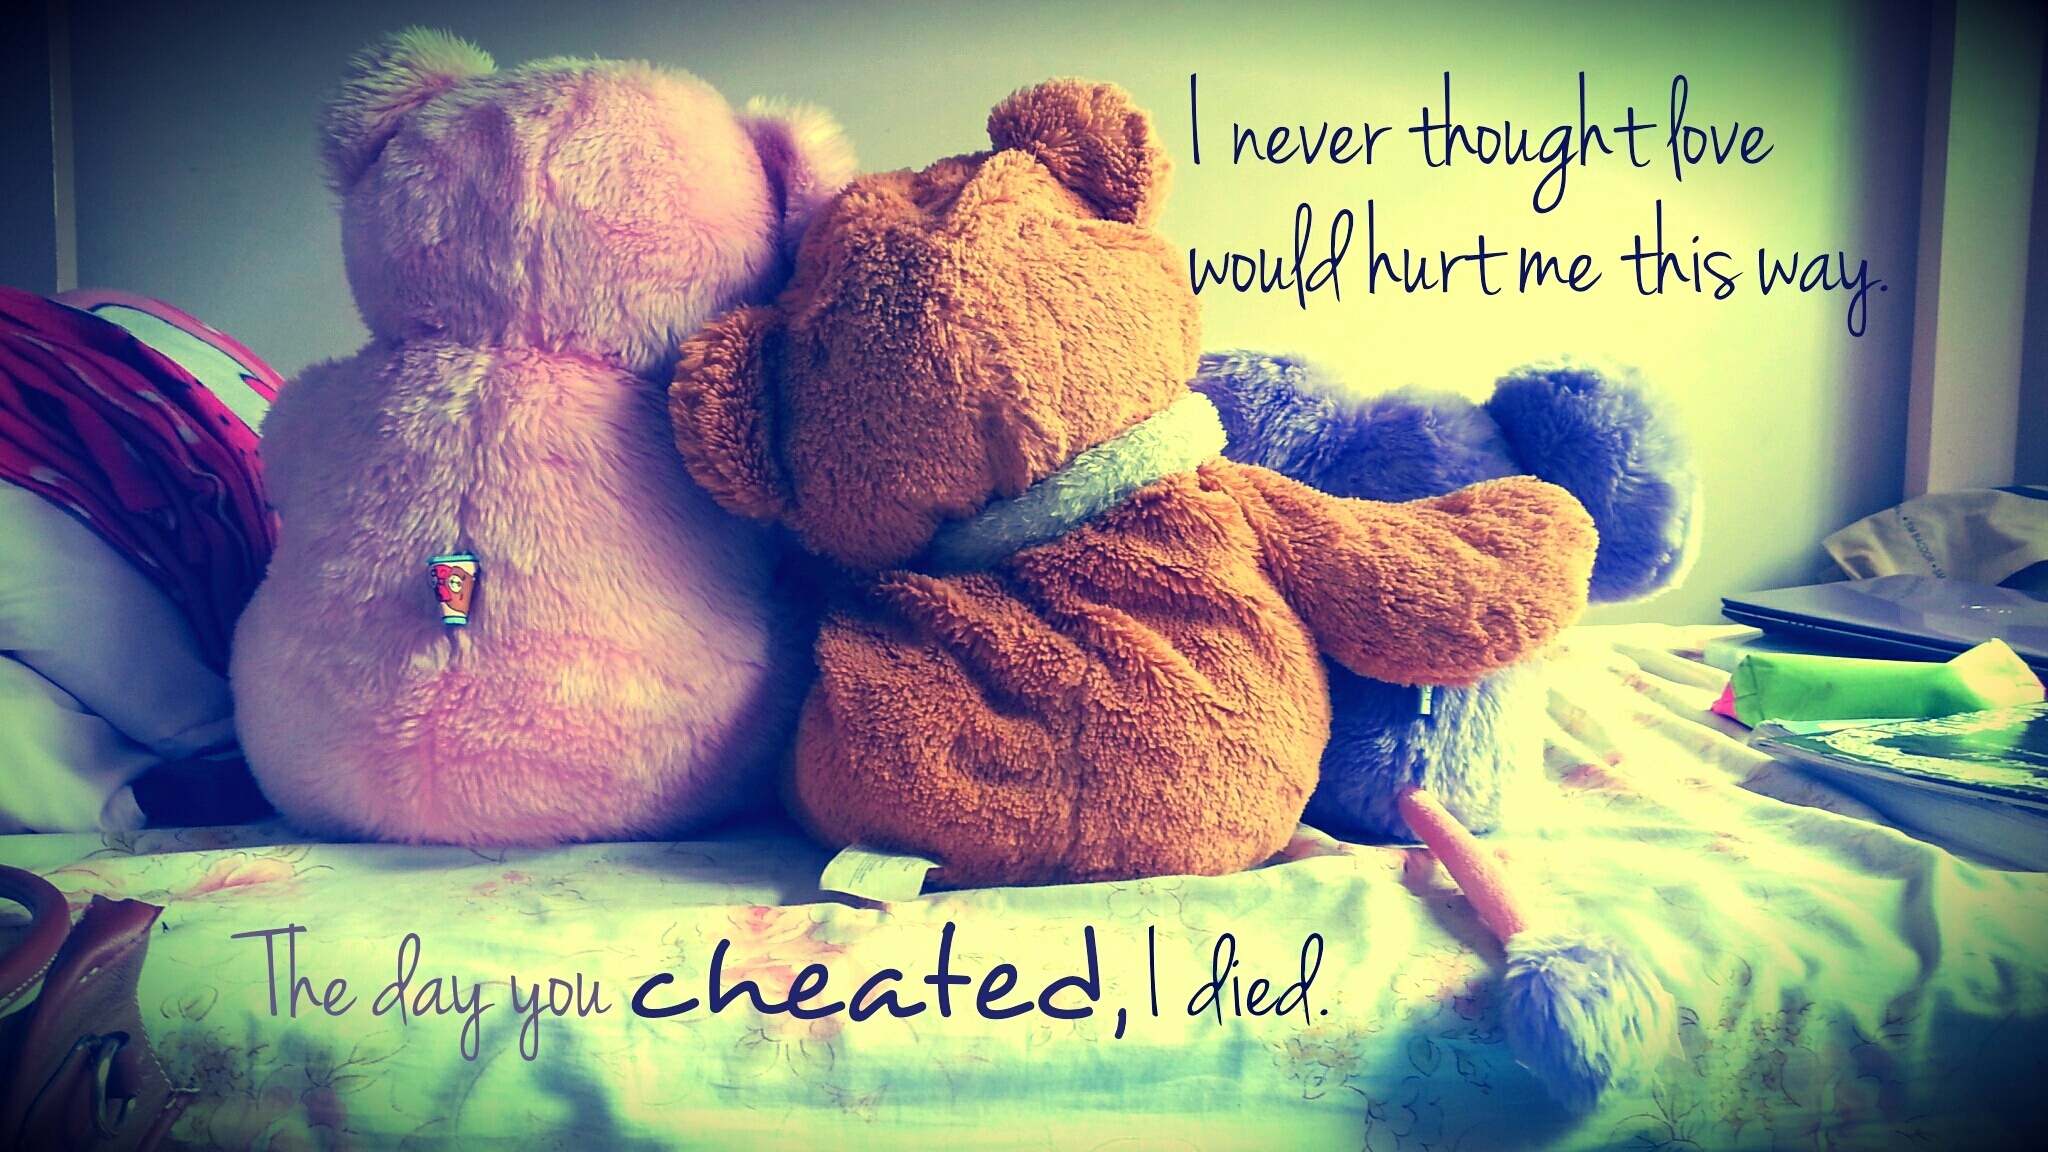 I never thought love
would hurt me this way.
The day you cheated, I died.